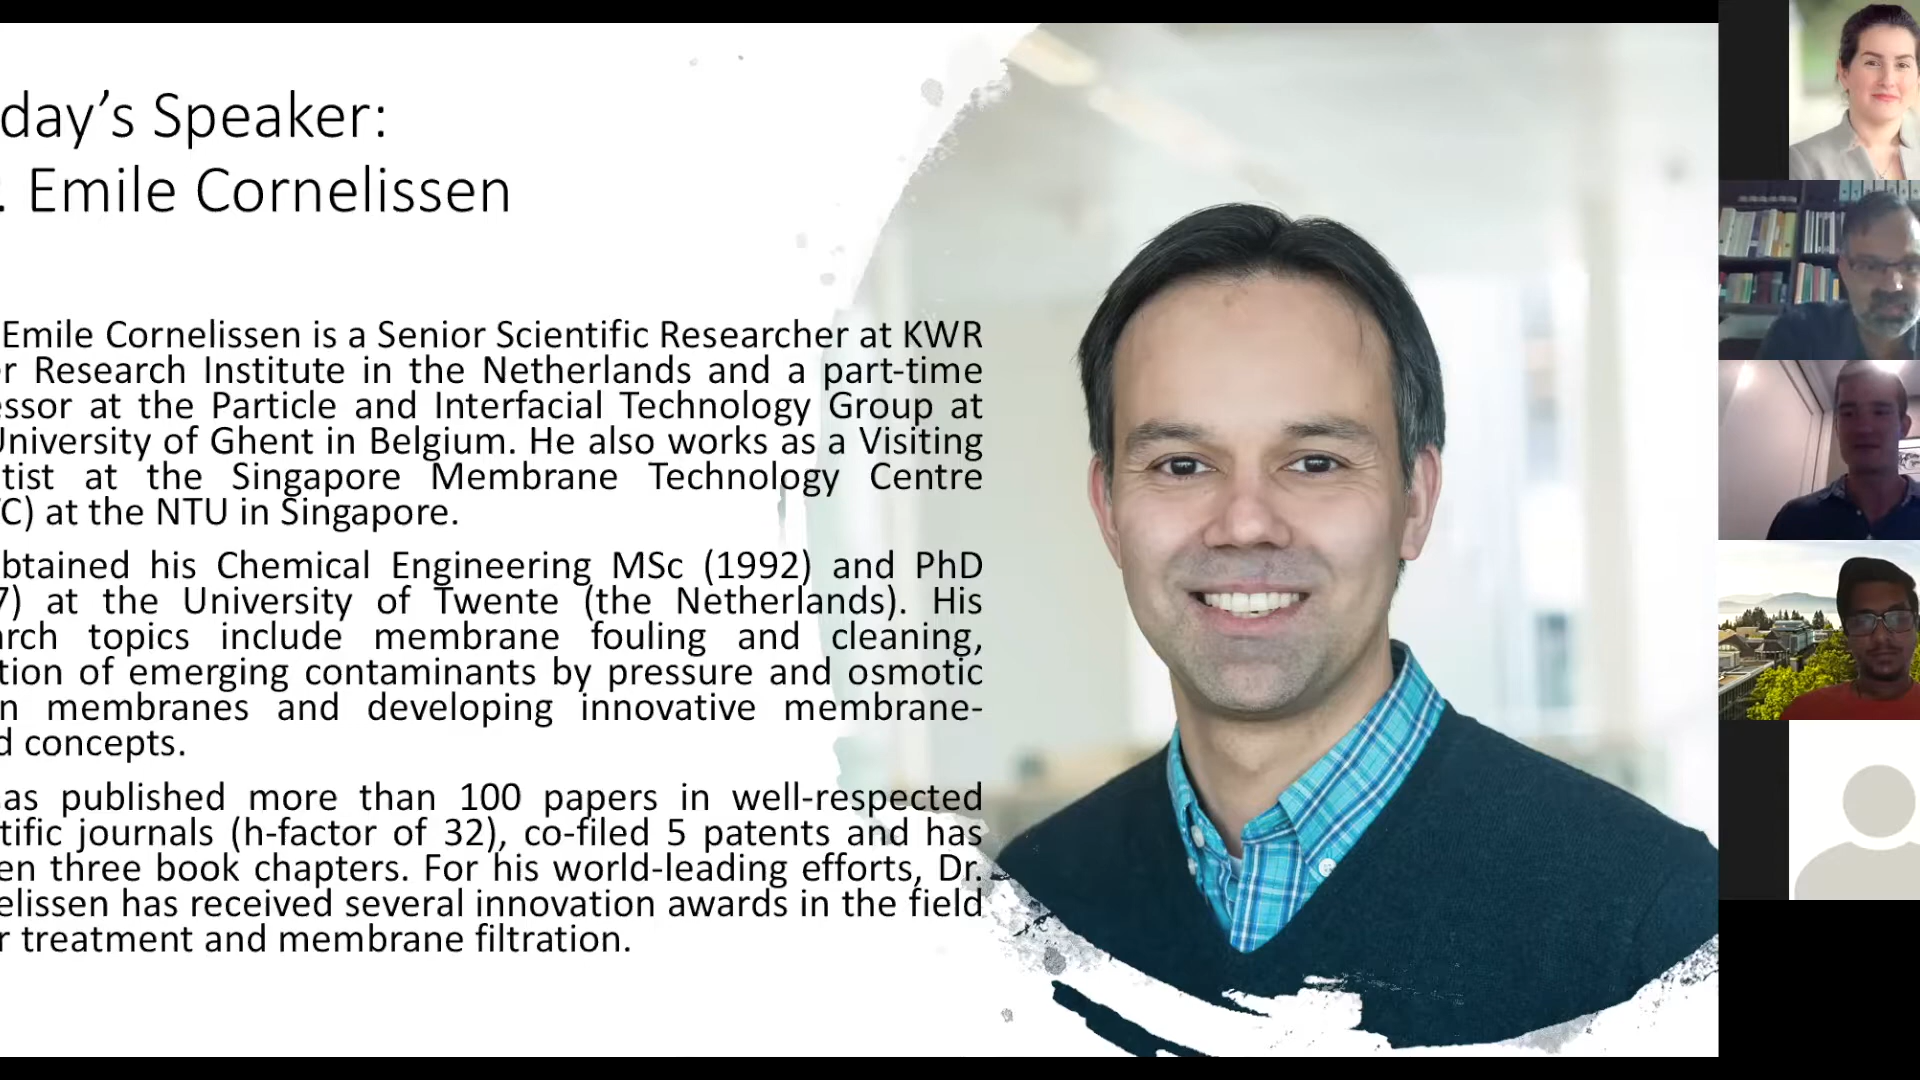 day’s Speaker:
. Emile Cornelissen
Emile Cornelissen is a Senior Scientific Researcher at KWR
r Research Institute in the Netherlands and a part-time
essor at the Particle and Interfacial Technology Group at
University of Ghent in Belgium. He also works as a Visiting
tist at the Singapore Membrane Technology Centre
C) at the NTU in Singapore.
btained his Chemical Engineering MSc (1992) and PhD
7) at the University of Twente (the Netherlands). His
arch topics include membrane fouling and cleaning,
tion of emerging contaminants by pressure and osmotic
n membranes and developing innovative membrane-
d concepts.
as published more than 100 papers in well-respected
tific journals (h-factor of 32), co-filed 5 patents and has
en three book chapters. For his world-leading efforts, Dr.
elissen has received several innovation awards in the field
r treatment and membrane filtration.